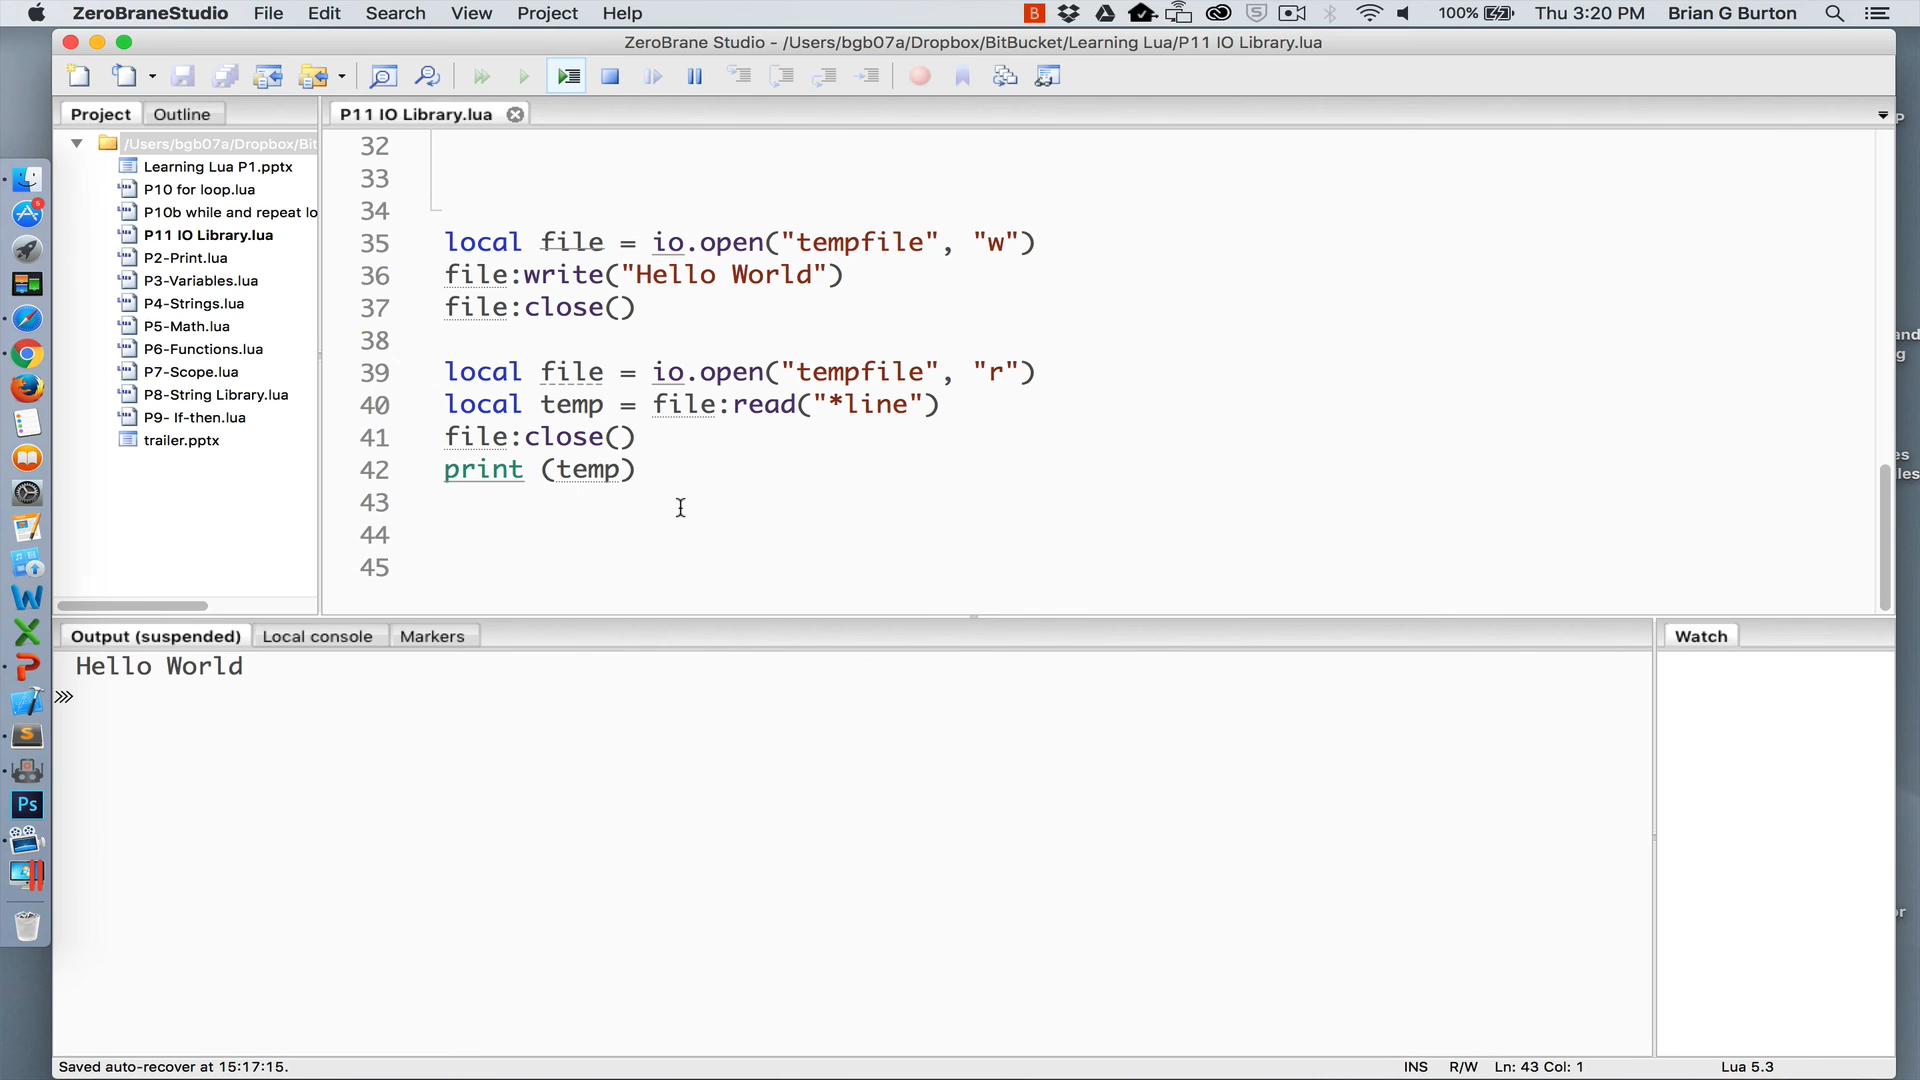 ZeroBraneStudio File Edit Search View Project Help 100% Thu 3:20 PM Brian G Burton
ZeroBrane Studio - /Users/bgb07a/Dropbox/BitBucket/Learning Lua/P11 IO Library.lua
Project Outline
P11 IO Library.lua
/Users/bgb07a/Dropbox/Bit
Learning Lua P1.pptx
P10 for loop.lua
P10b while and repeat lo
P11 IO Library.lua
P2-Print.lua
P3-Variables.lua
P4-Strings.lua
P5-Math.lua
P6-Functions.lua
P7-Scope.lua
P8-String Library.lua
P9- If-then.lua
trailer.pptx
32
33
34
35 local file = io.open("tempfile", "w")
36 file:write("Hello World")
37 file:close()
38
39 local file = io.open("tempfile", "r")
40 local temp = file:read("*line")
41 file:close()
42 print (temp)
43
44
45
Output (suspended) Local console Markers
Watch
Hello World
Saved auto-recover at 15:17:15.
INS R/W Ln: 43 Col: 1 Lua 5.3